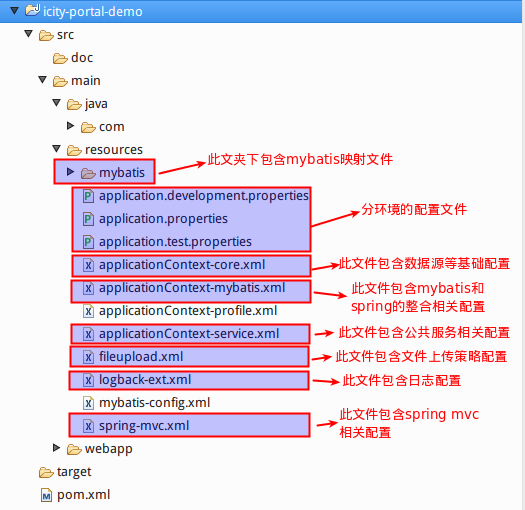 icity-portal-demo
src
doc
main
java
com
resources
此文夹下包含mybatis映射文件
mybatis
application.development.properties
分环境的配置文件
application.properties
application.test.properties
applicationContext-core.xml
此文件包含数据源等基础配置
applicationContext-mybatis.xml
此文件包含mybatis和
spring的整合相关配置
applicationContext-profile.xml
applicationContext-service.xml
此文件包含公共服务相关配置
fileupload.xml
此文件包含文件上传策略配置
logback-ext.xml
此文件包含日志配置
mybatis-config.xml
此文件包含spring mvc
相关配置
spring-mvc.xml
webapp
target
pom.xml